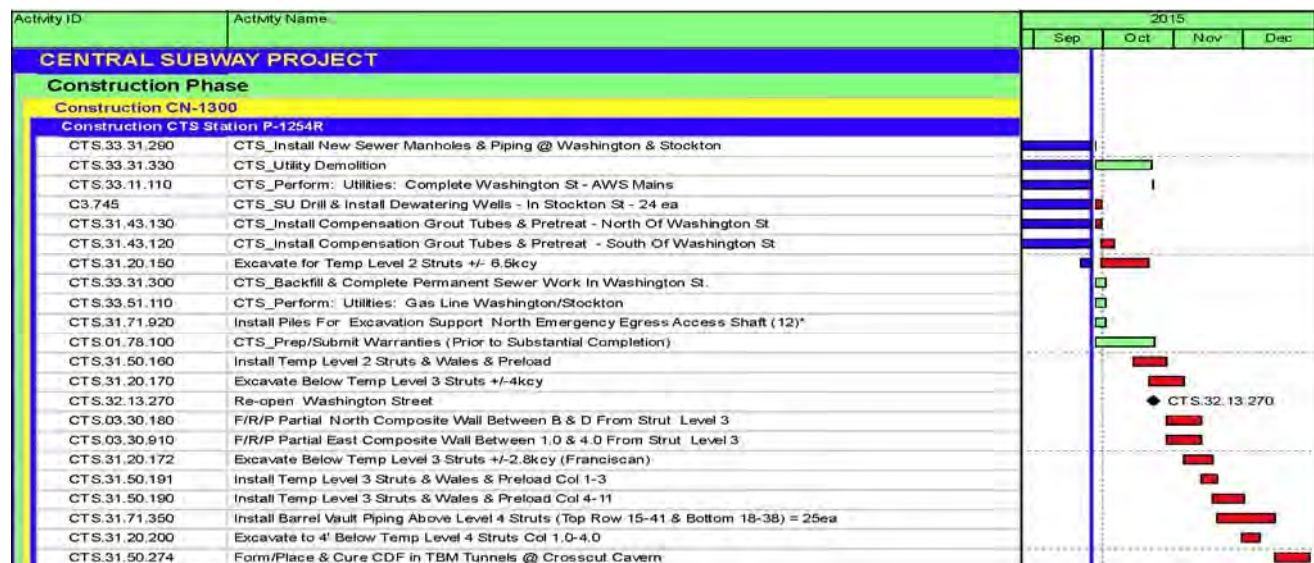 Activity ID Activity Name 2015
Sep Oct Nov Dec
CENTRAL SUBWAY PROJECT
Construction Phase
Construction CN-1300
Construction CTS Station P-1254R
CTS.33.31.290 CTS_Install New Sewer Manholes & Piping @ Washington & Stockton
CTS.33.31.330 CTS_Utility Demolition
CTS.33.11.110 CTS_Perform: Utilities: Complete Washington St - AWS Mains
C3.745 CTS_SU Drill & Install Dewatering Wells - In Stockton St - 24 ea
CTS.31.43.130 CTS_Install Compensation Grout Tubes & Pretreat - North Of Washington St
CTS.31.43.120 CTS_Install Compensation Grout Tubes & Pretreat - South Of Washington St
CTS.31.20.150 Excavate for Temp Level 2 Struts +/- 6.5kcy
CTS.33.31.300 CTS_Backfill & Complete Permanent Sewer Work In Washington St.
CTS.33.51.110 CTS_Perform: Utilities: Gas Line Washington/Stockton
CTS.31.71.920 Install Piles For Excavation Support North Emergency Egress Access Shaft (12)*
CTS.01.78.100 CTS_Prep/Submit Warranties (Prior to Substantial Completion)
CTS.31.50.160 Install Temp Level 2 Struts & Wales & Preload
CTS.31.20.170 Excavate Below Temp Level 3 Struts +/-4kcy
CTS.32.13.270 Re-open Washington Street CTS.32.13.270
CTS.03.30.180 F/R/P Partial North Composite Wall Between B & D From Strut Level 3
CTS.03.30.910 F/R/P Partial East Composite Wall Between 1.0 & 4.0 From Strut Level 3
CTS.31.20.172 Excavate Below Temp Level 3 Struts +/-2.8kcy (Franciscan)
CTS.31.50.191 Install Temp Level 3 Struts & Wales & Preload Col 1-3
CTS.31.50.190 Install Temp Level 3 Struts & Wales & Preload Col 4-11
CTS.31.71.350 Install Barrel Vault Piping Above Level 4 Struts (Top Row 15-41 & Bottom 18-38) = 25ea
CTS.31.20.200 Excavate to 4' Below Temp Level 4 Struts Col 1.0-4.0
CTS.31.50.274 Form/Place & Cure CDF in TBM Tunnels @ Crosscut Cavern